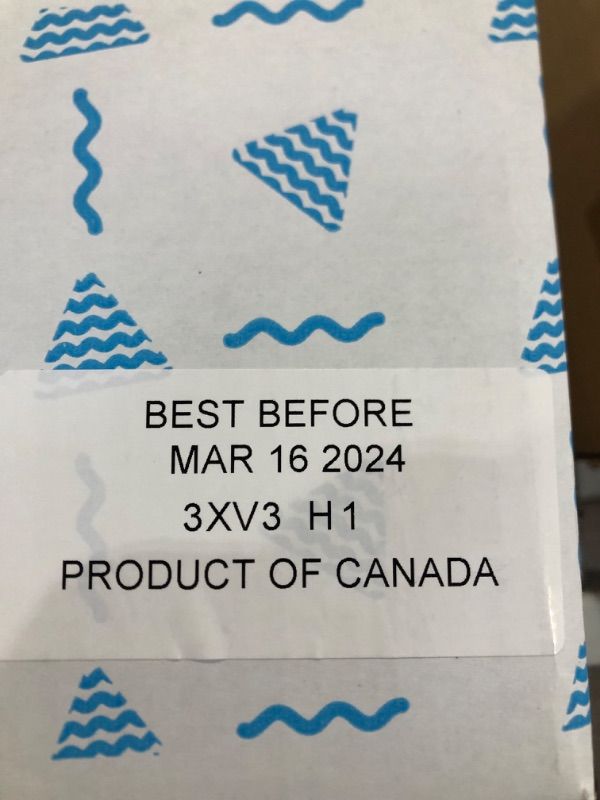 BEST BEFORE
MAR 16 2024
3XV3 H1
PRODUCT OF CANADA